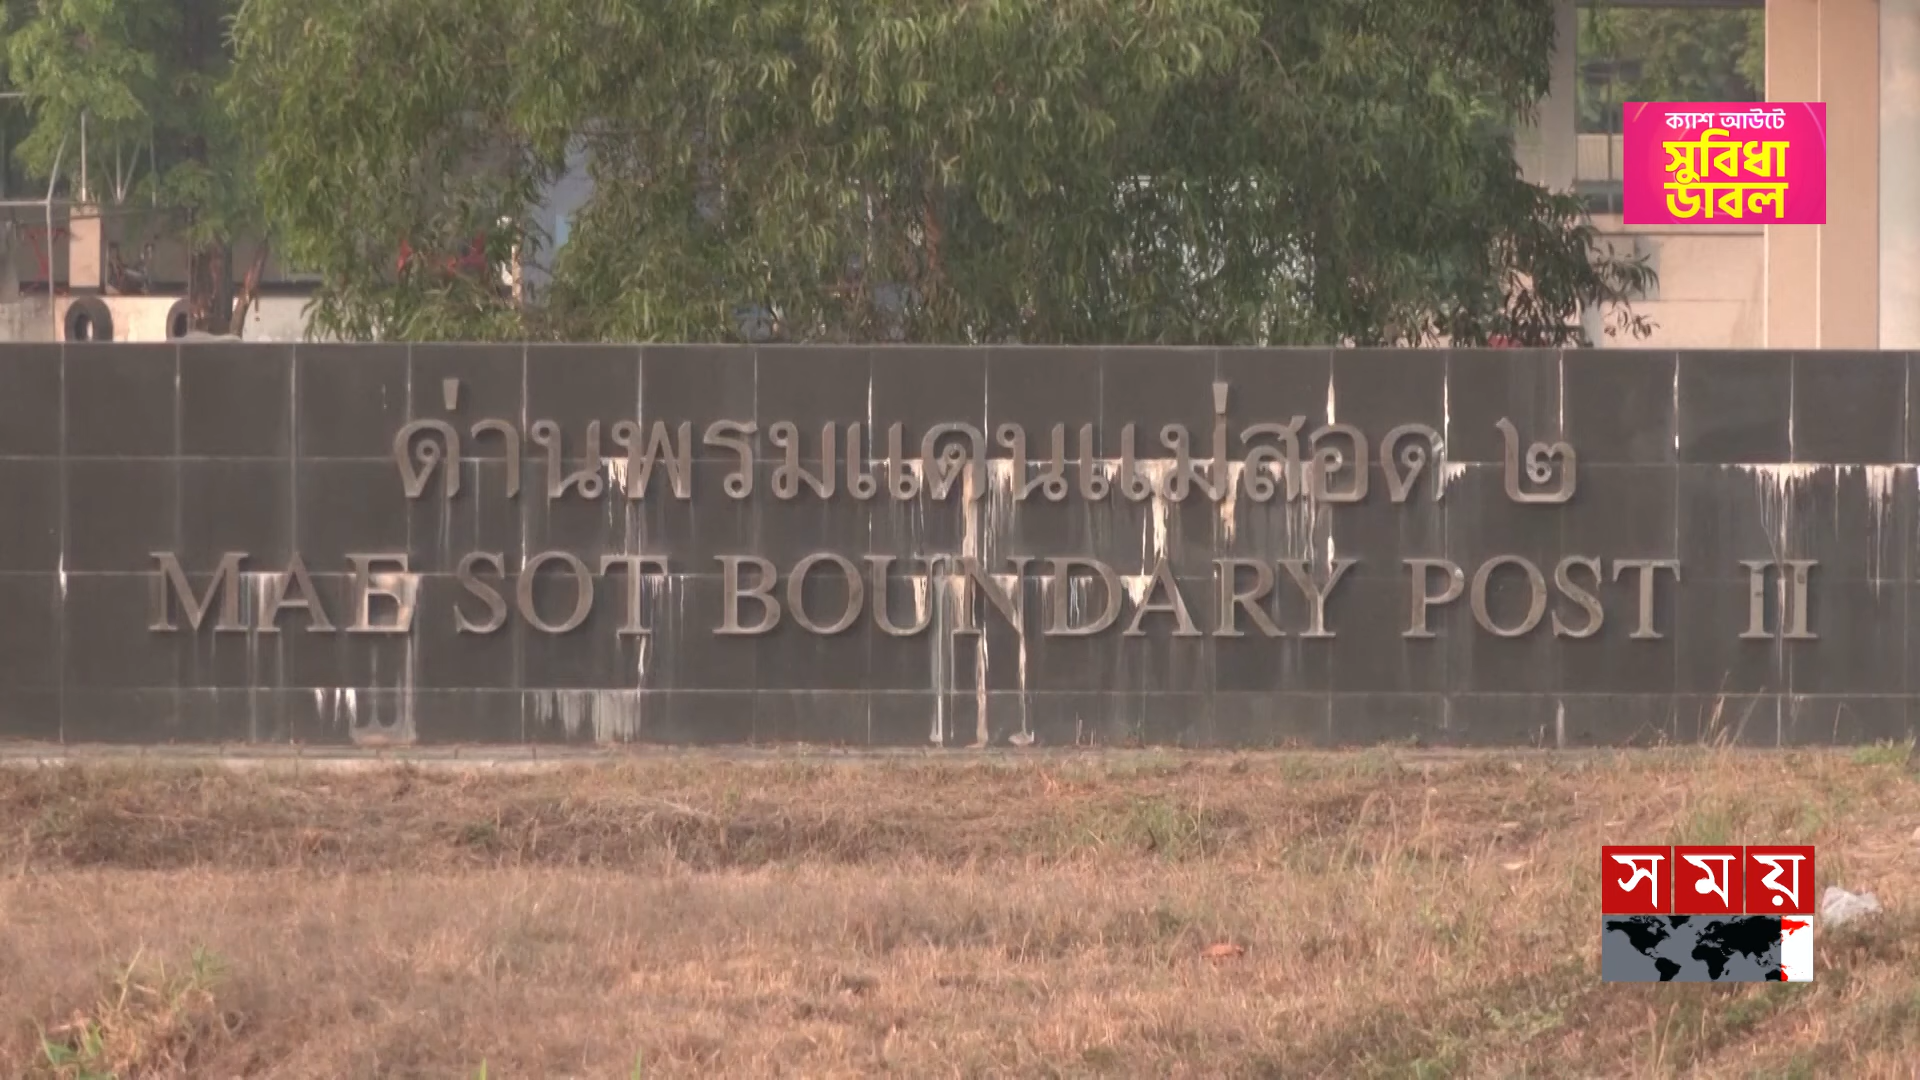 ক্যাশ আউটে
সুবিধা
ডাবল
ด่านพรมแดนแม่สอด ๒
MAE SOT BOUNDARY POST II
সময়